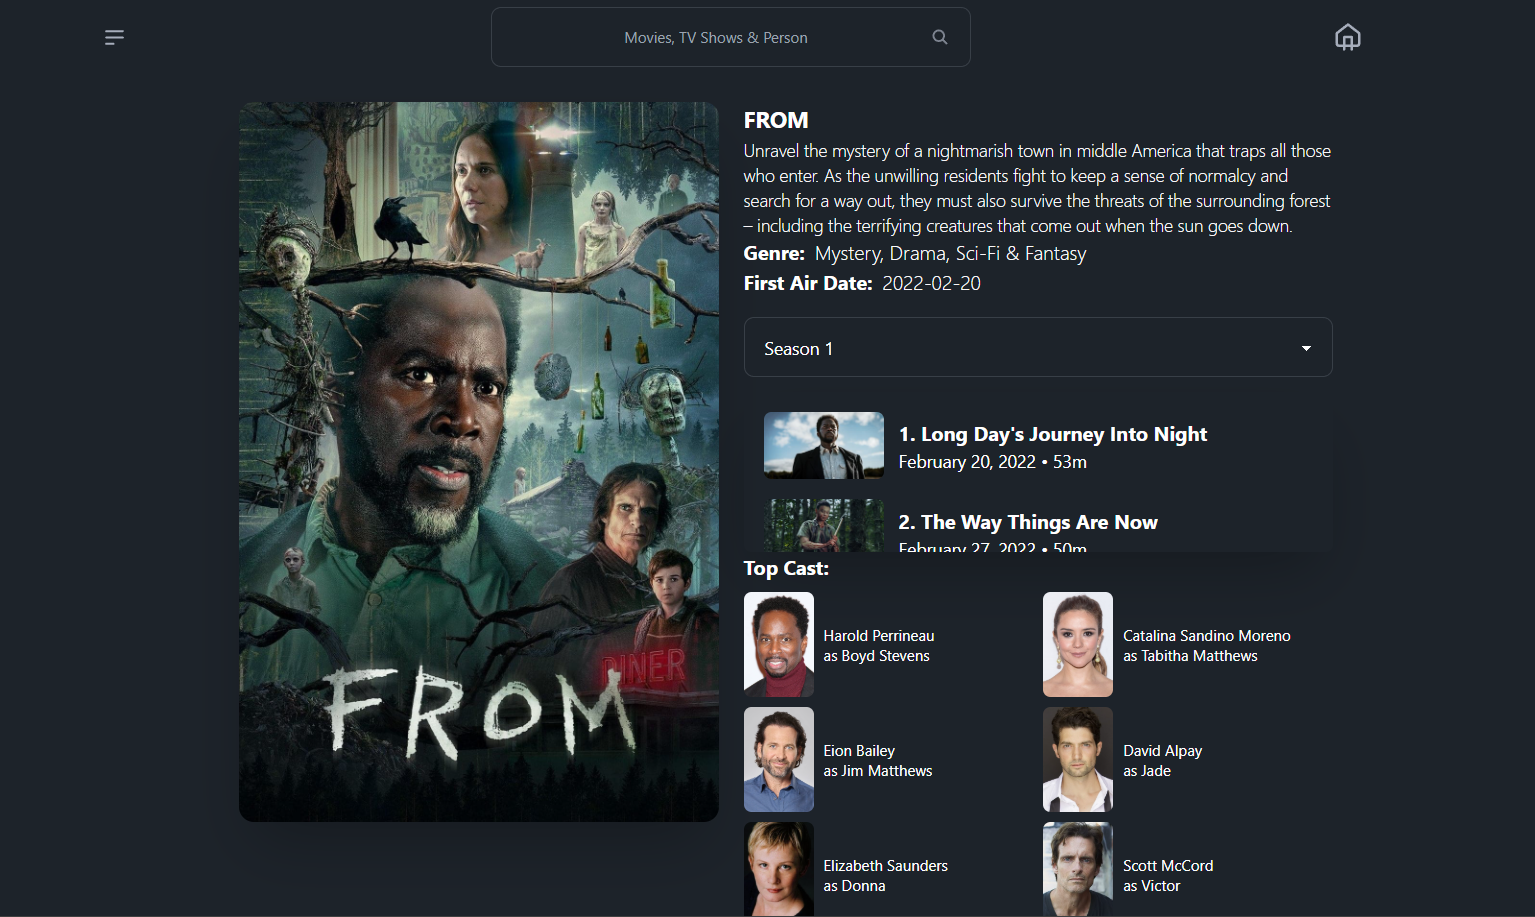 Movies, TV Shows & Person
FROM
Unravel the mystery of a nightmarish town in middle America that traps all those
who enter. As the unwilling residents fight to keep a sense of normalcy and
search for a way out, they must also survive the threats of the surrounding forest
– including the terrifying creatures that come out when the sun goes down.
Genre: Mystery, Drama, Sci-Fi & Fantasy
First Air Date: 2022-02-20
Season 1
1. Long Day's Journey Into Night
February 20, 2022 • 53m
2. The Way Things Are Now
February 27, 2022 • 50m
Top Cast:
Harold Perrineau
as Boyd Stevens
Catalina Sandino Moreno
as Tabitha Matthews
Eion Bailey
as Jim Matthews
David Alpay
as Jade
Elizabeth Saunders
as Donna
Scott McCord
as Victor
DINER
FROM